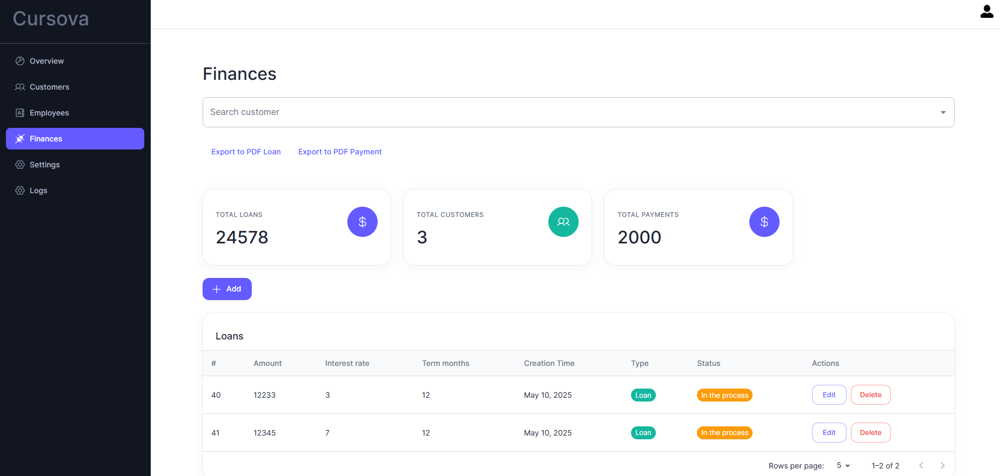 Cursova
Overview
Customers
Employees
Finances
Settings
Logs
Finances
Search customer
Export to PDF Loan Export to PDF Payment
TOTAL LOANS
24578
TOTAL CUSTOMERS
3
TOTAL PAYMENTS
2000
Add
Loans
# Amount Interest rate Term months Creation Time Type Status Actions
40 12233 3 12 May 10, 2025 Loan In the process Edit Delete
41 12345 7 12 May 10, 2025 Loan In the process Edit Delete
Rows per page: 5 1–2 of 2